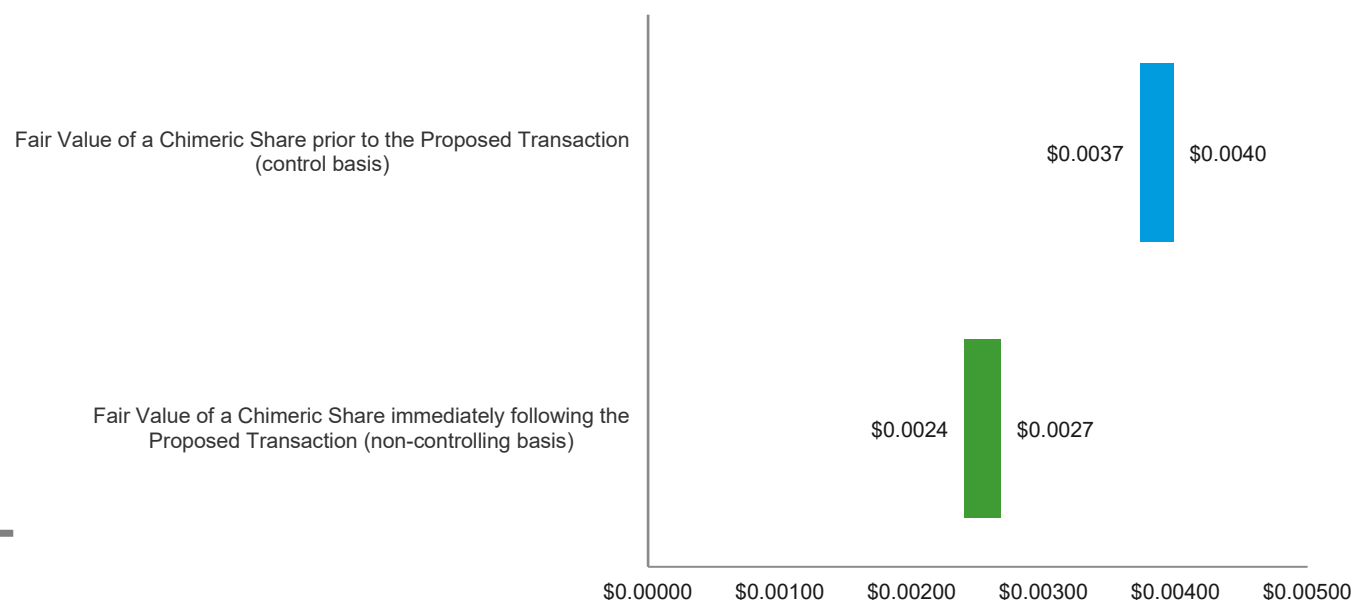 Fair Value of a Chimeric Share prior to the Proposed Transaction
(control basis)
$0.0037
$0.0040
Fair Value of a Chimeric Share immediately following the
Proposed Transaction (non-controlling basis)
$0.0024
$0.0027
$0.00000 $0.00100 $0.00200 $0.00300 $0.00400 $0.00500